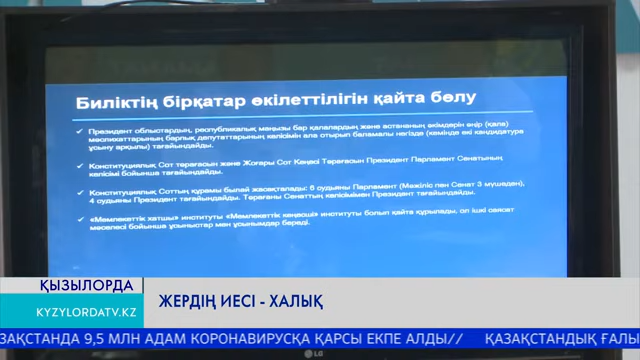 Биліктің бірқатар өкілеттілігін қайта бөлу
✓ Президент облыстардың, республикалық маңызы бар қалалардың және астананың әкімдерін өңір (қала)
мәслихаттарының барлық депутаттарының келісімін ала отырып баламалы негізде (кемінде екі кандидатура
ұсыну арқылы) тағайындайды.
✓ Конституциялық Сот төрағасын және Жоғары Сот Кеңесі Төрағасын Президент Парламент Сенатының
келісімі бойынша тағайындайды.
✓ Конституциялық Соттың құрамы былай жасақталады: 6 судьяны Парламент (Мәжіліс пен Сенат 3 мүшеден),
4 судьяны Президент тағайындайды. Төрағаны Сенаттың келісімімен Президент тағайындайды.
✓ «Мемлекеттік хатшы» институты «Мемлекеттік кеңесші» институты болып қайта құрылады, ол ішкі саясат
мәселесі бойынша ұсыныстар мен ұсынымдар береді.
ҚЫЗЫЛОРДА
KYZYLORDATV.KZ
ЖЕРДІҢ ИЕСІ - ХАЛЫҚ
ЗАҚСТАНДА 9,5 МЛН АДАМ КОРОНАВИРУСҚА ҚАРСЫ ЕКПЕ АЛДЫ// ҚАЗАҚСТАНДЫҚ ҒАЛЫ
LG